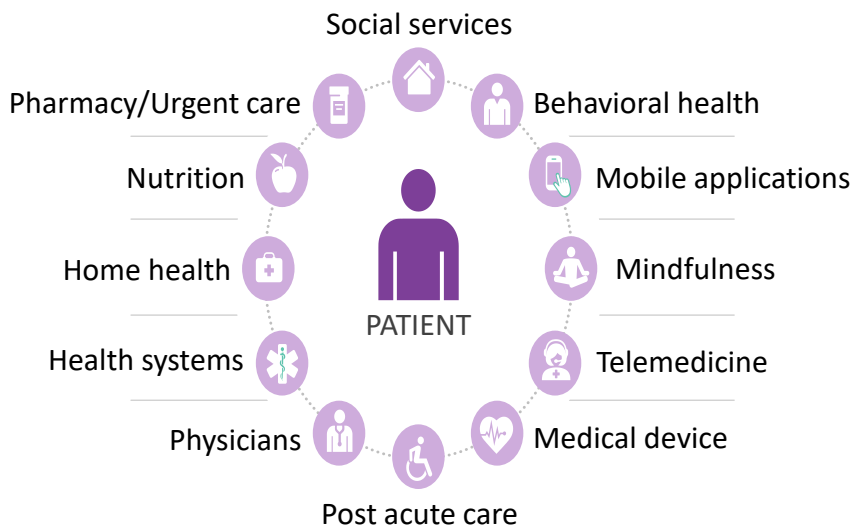 Social services
Pharmacy/Urgent care
Behavioral health
Nutrition
Mobile applications
Home health
Mindfulness
PATIENT
Health systems
Telemedicine
Physicians
Medical device
Post acute care